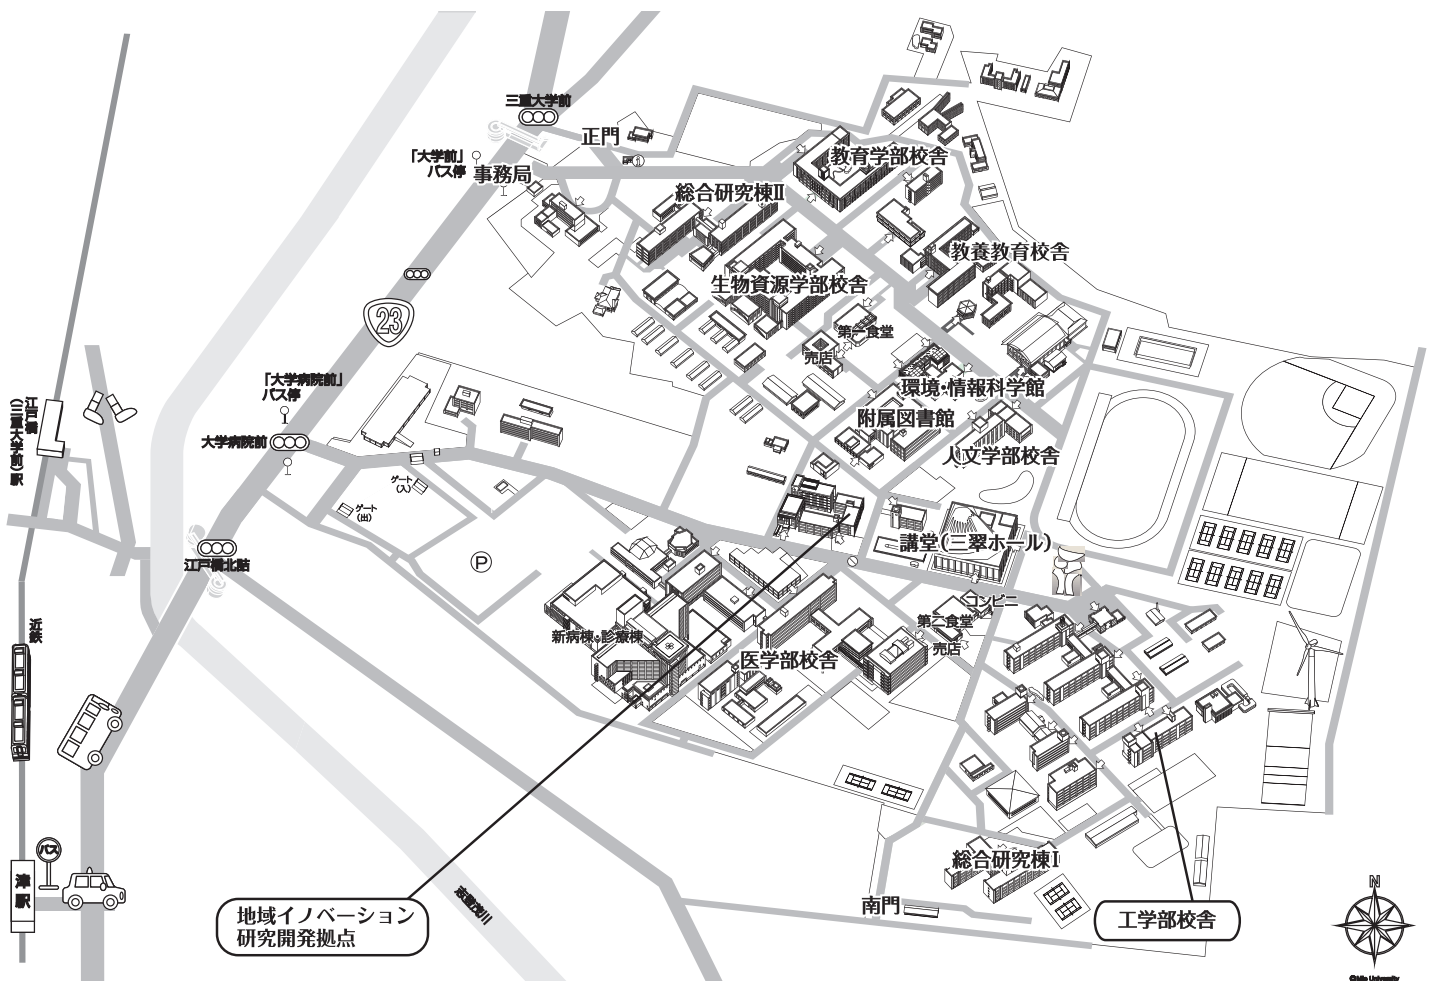 三重大学前
正門
「大学前」
バス停
事務局
教育学部校舎
総合研究棟Ⅱ
教養教育校舎
生物資源学部校舎
23
第一食堂
売店
「大学病院前」
バス停
環境・情報科学館
附属図書館
大学病院前
人文学部校舎
江戸橋
(三重大学前)駅
ゲート
(入)
ゲート
(出)
講堂(三翠ホール)
P
江戸橋北詰
コンビニ
第二食堂
売店
近鉄
新病棟・診療棟
医学部校舎
バス
津駅
総合研究棟Ⅰ
志登茂川
南門
地域イノベーション
研究開発拠点
工学部校舎
N
©Mie University